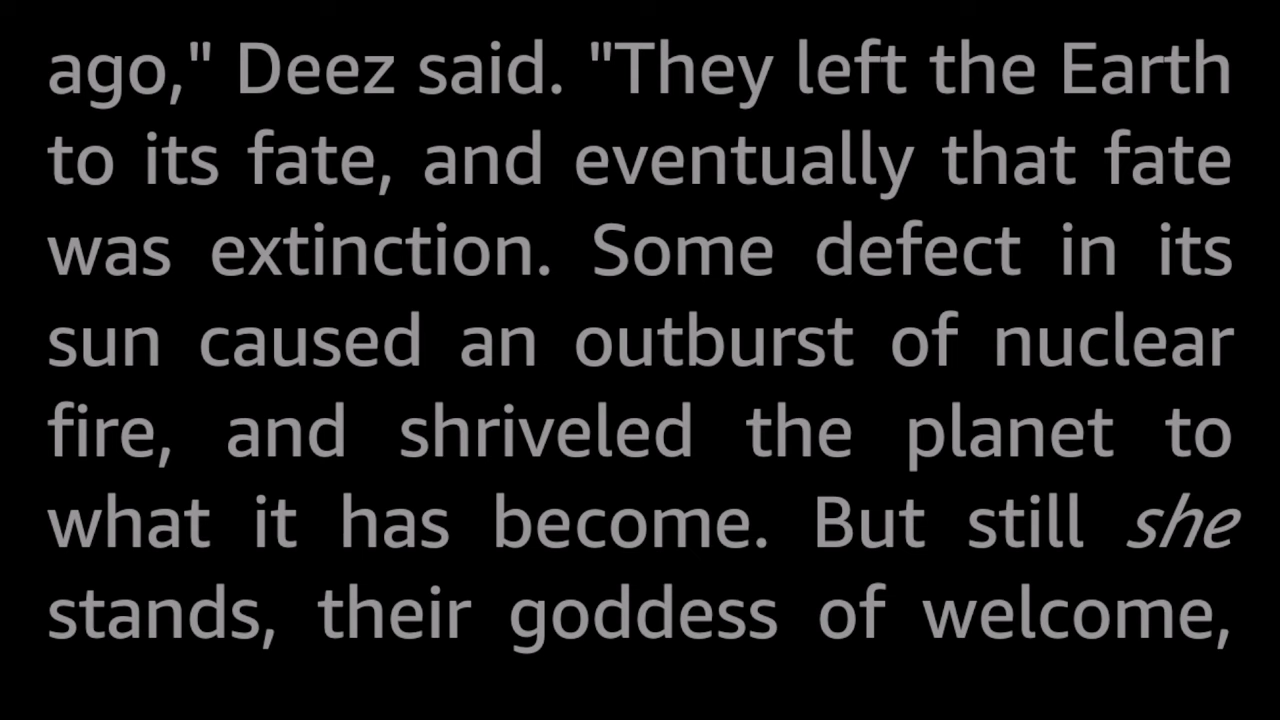 ago," Deez said. "They left the Earth
to its fate, and eventually that fate
was extinction. Some defect in its
sun caused an outburst of nuclear
fire, and shriveled the planet to
what it has become. But still she
stands, their goddess of welcome,